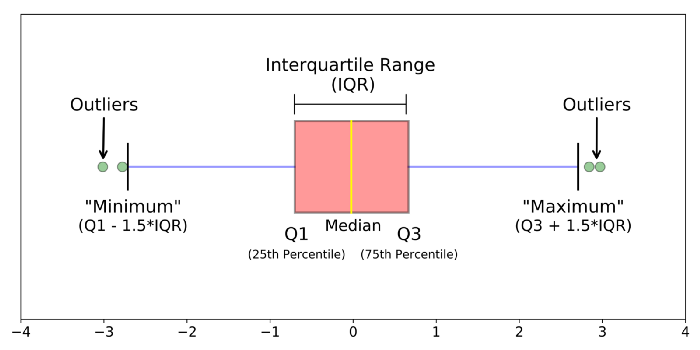 Interquartile Range
(IQR)
Outliers
Outliers
"Minimum"
(Q1 - 1.5*IQR)
"Maximum"
(Q3 + 1.5*IQR)
Median
Q1
Q3
(25th Percentile)
(75th Percentile)
−4 −3 −2 −1 0 1 2 3 4